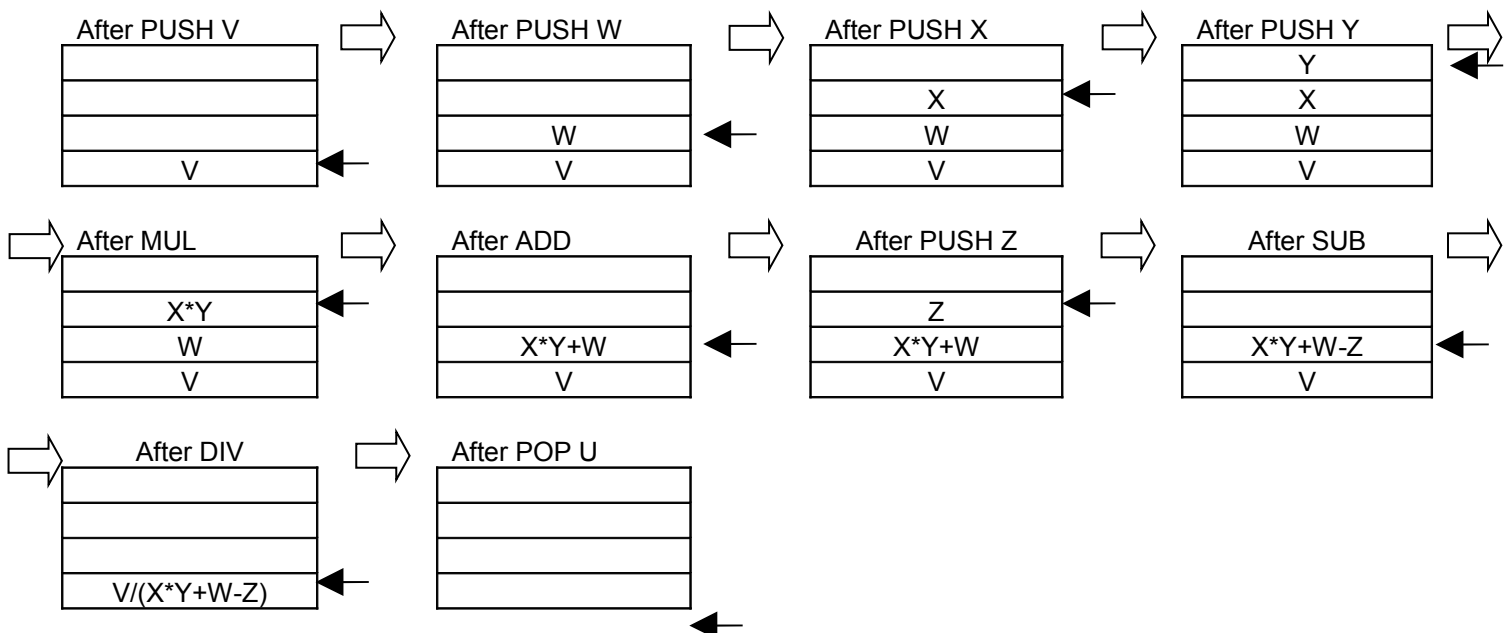 After PUSH V
V
After PUSH W
W
V
After PUSH X
X
W
V
After PUSH Y
Y
X
W
V
After MUL
X*Y
W
V
After ADD
X*Y+W
V
After PUSH Z
Z
X*Y+W
V
After SUB
X*Y+W-Z
V
After DIV
V/(X*Y+W-Z)
After POP U